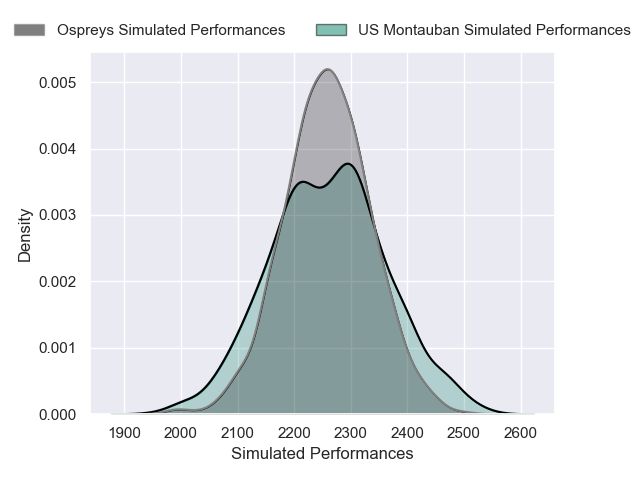 Ospreys Simulated Performances
US Montauban Simulated Performances
0.005
0.004
0.003
0.002
0.001
0.000
Density
1900 2000 2100 2200 2300 2400 2500 2600
Simulated Performances